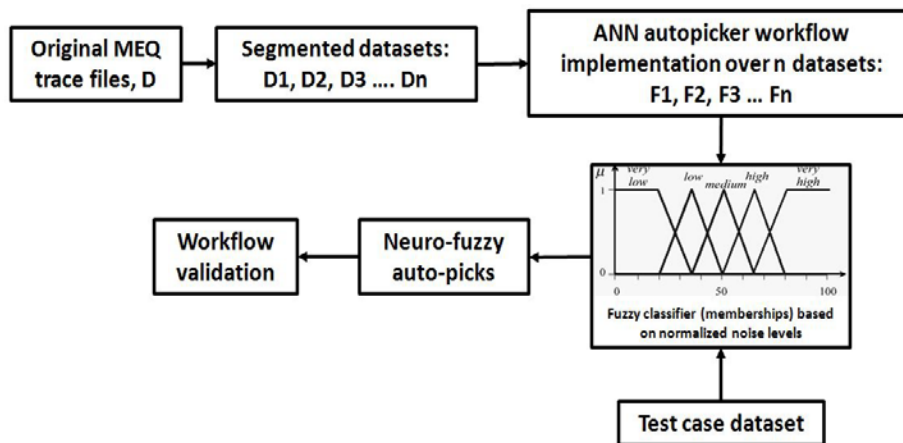 Original MEQ
trace files, D
Segmented datasets:
D1, D2, D3 .... Dn
ANN autopicker workflow
implementation over n datasets:
F1, F2, F3 ... Fn
μ
very
low
low
medium
high
very
high
1
0
0
50
100
Fuzzy classifier (memberships) based
on normalized noise levels
Neuro-fuzzy
auto-picks
Workflow
validation
Test case dataset